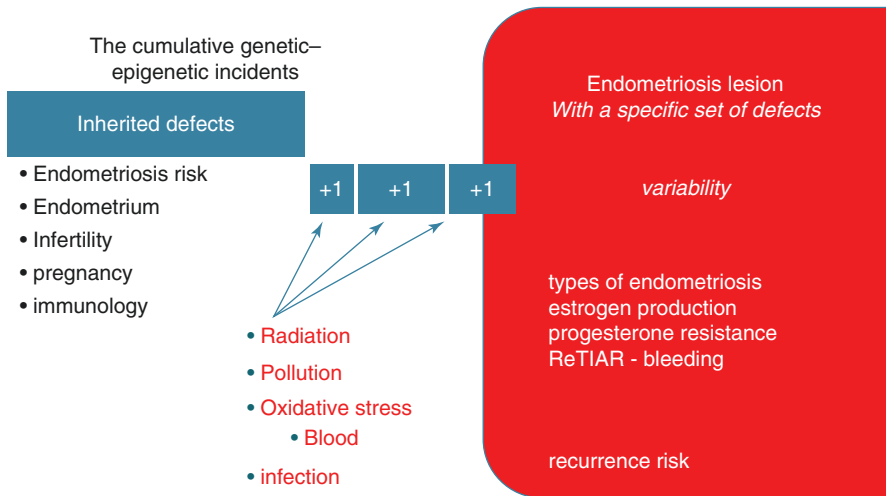 The cumulative genetic–
epigenetic incidents
Inherited defects
• Endometriosis risk
• Endometrium
• Infertility
• pregnancy
• immunology
+1 +1 +1
• Radiation
• Pollution
• Oxidative stress
• Blood
• infection
Endometriosis lesion
With a specific set of defects
variability
types of endometriosis
estrogen production
progesterone resistance
ReTIAR - bleeding
recurrence risk